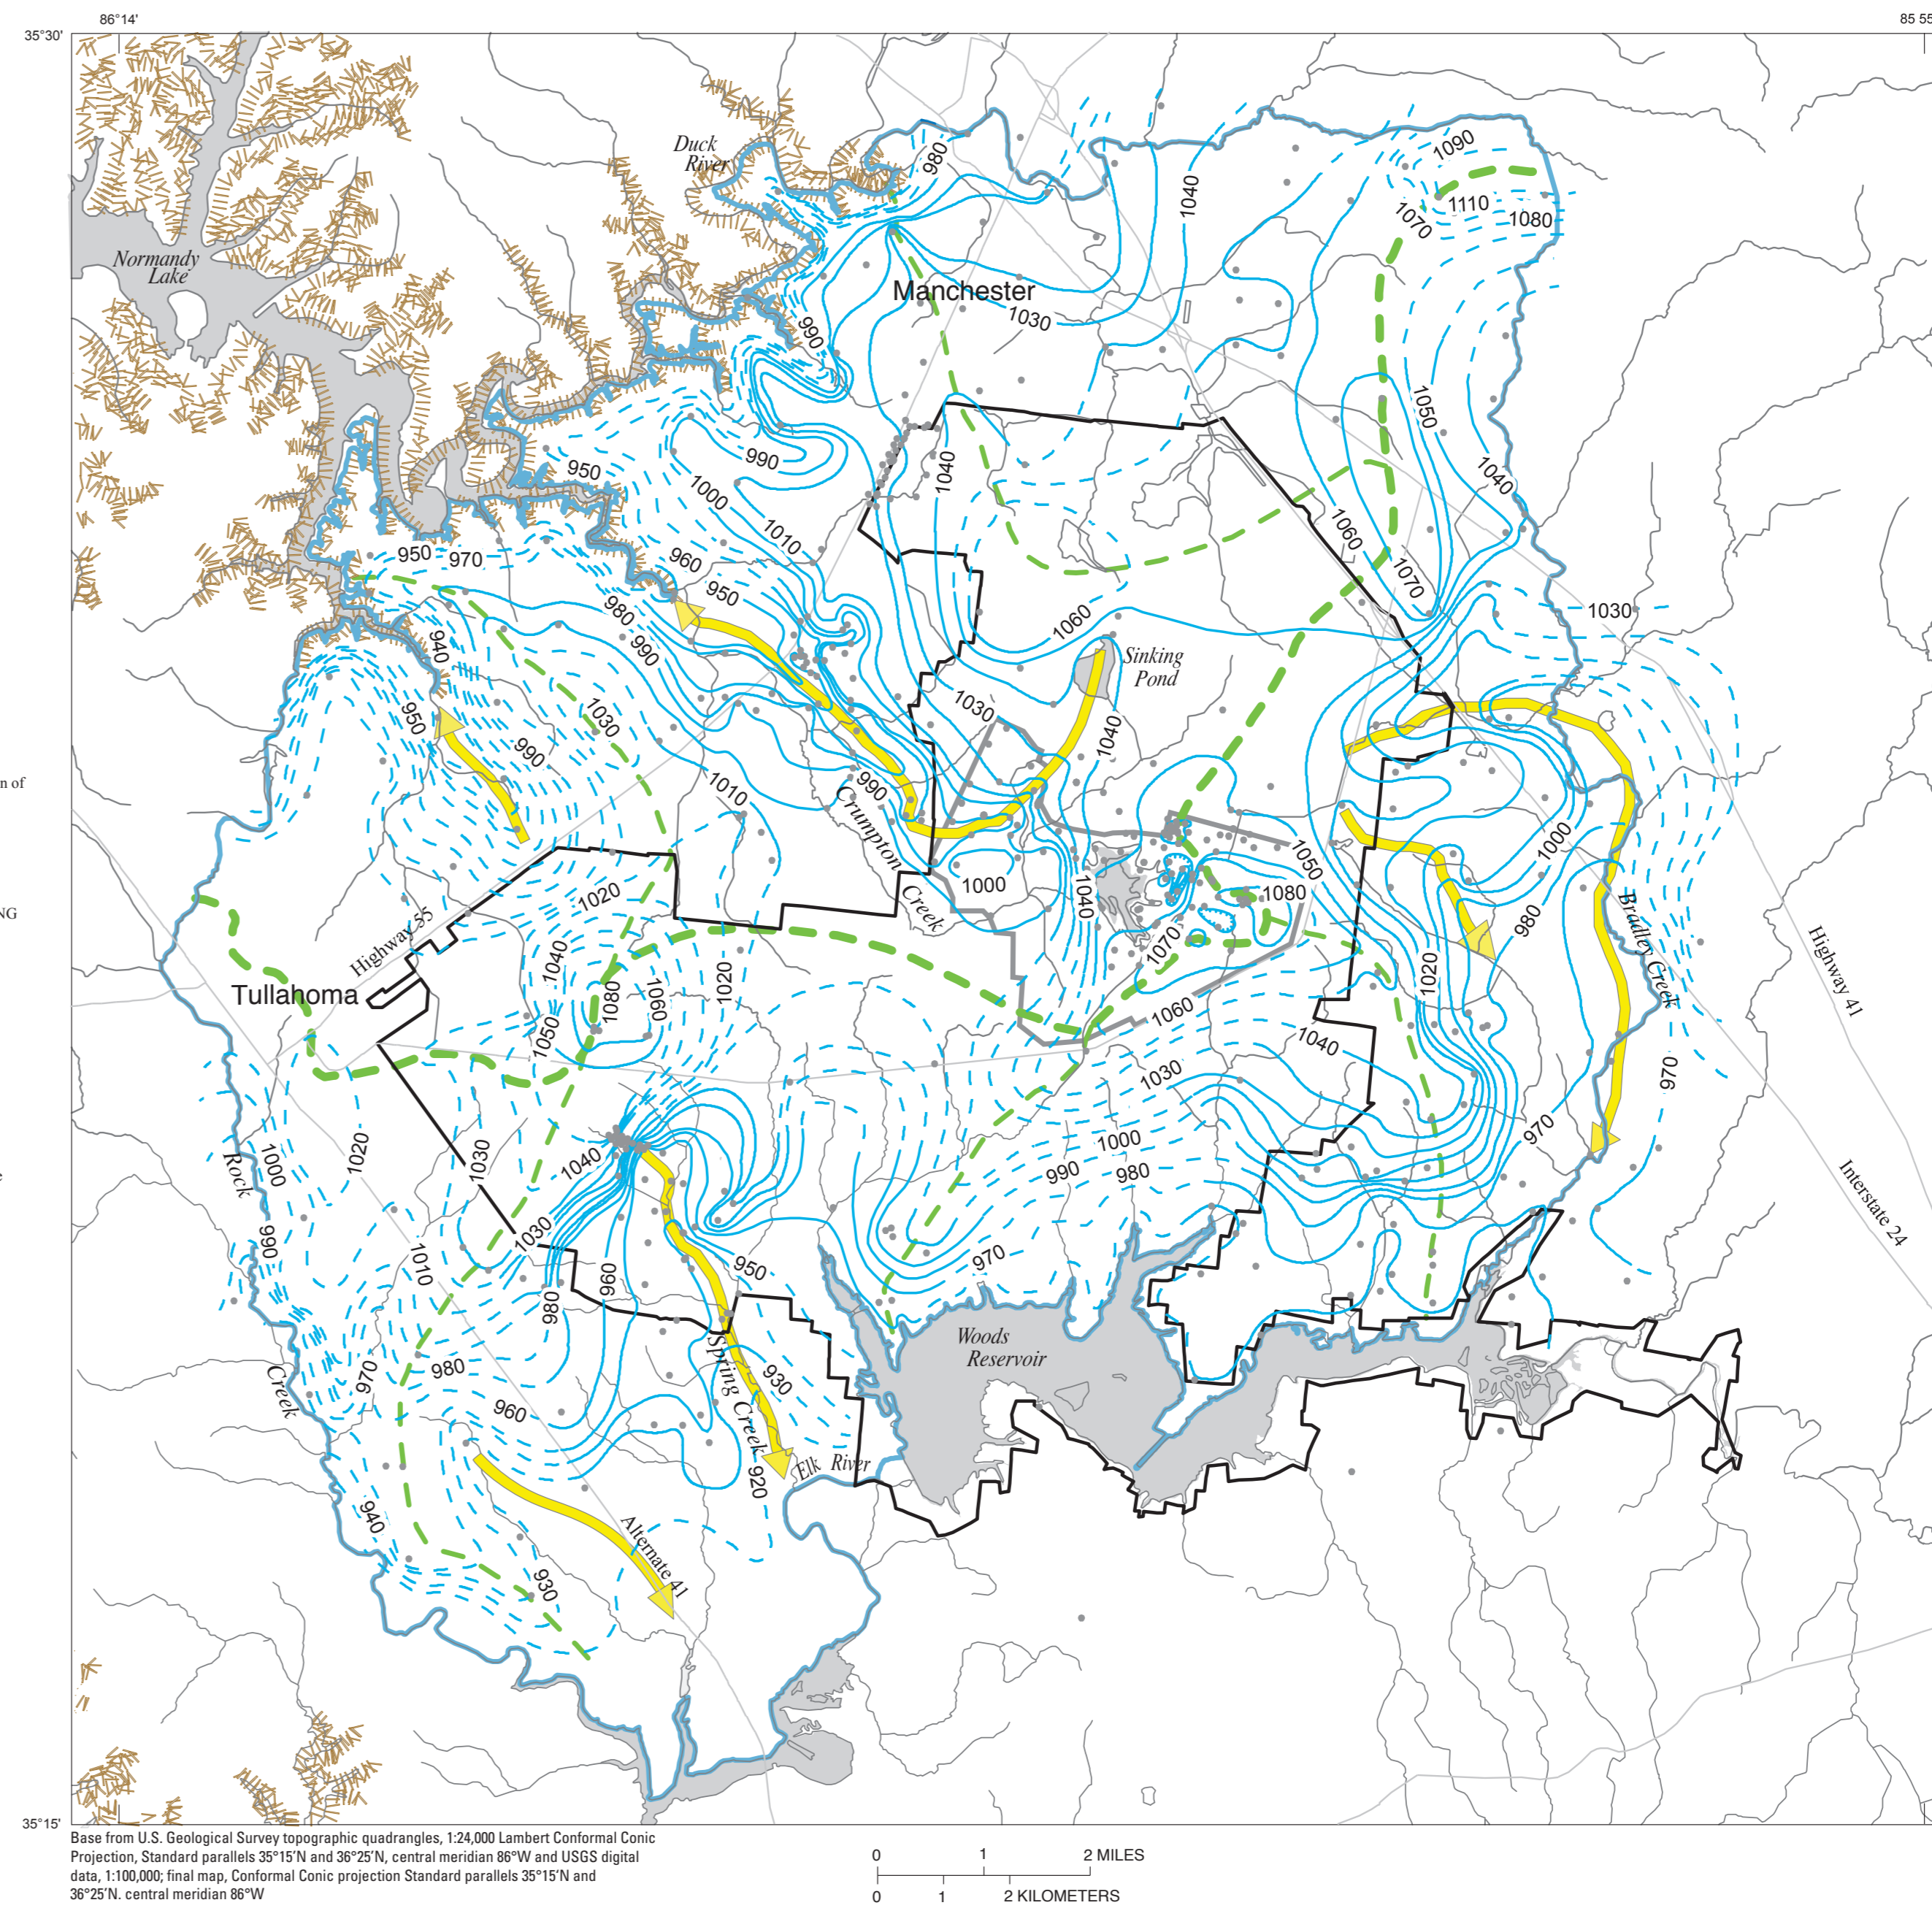 86°14'
85 55
35°30'
Duck
River
980
1090
1040
1110
1070
1080
Normandy
Lake
Manchester
1030
990
1050
990
950
1040
1040
1000
1010
1060
950
970
960
950
1070
980
1030
1060
990
940
Sinking
Pond
1030
950
1030
1040
990
n of
1010
990
Crumpton
Creek
1000
1050
1000
1020
1040
1080
NG
Highway 55
980
Bradley Creek
Highway 41
1040
1070
Tullahoma
1080
1060
1020
1020
1060
1050
1040
1030
970
1000
970
1020
1030
1040
Rock
1000
990
980
Interstate 24
990
1030
1010
970
950
960
980
Woods
Reservoir
Spring Creek
970
980
930
Creek
960
Elk River
920
940
Alternate 41
930
35°15'
Base from U.S. Geological Survey topographic quadrangles, 1:24,000 Lambert Conformal Conic
Projection, Standard parallels 35°15'N and 36°25'N, central meridian 86°W and USGS digital
data, 1:100,000; final map, Conformal Conic projection Standard parallels 35°15'N and
36°25'N. central meridian 86°W
0 1 2 MILES
0 1 2 KILOMETERS